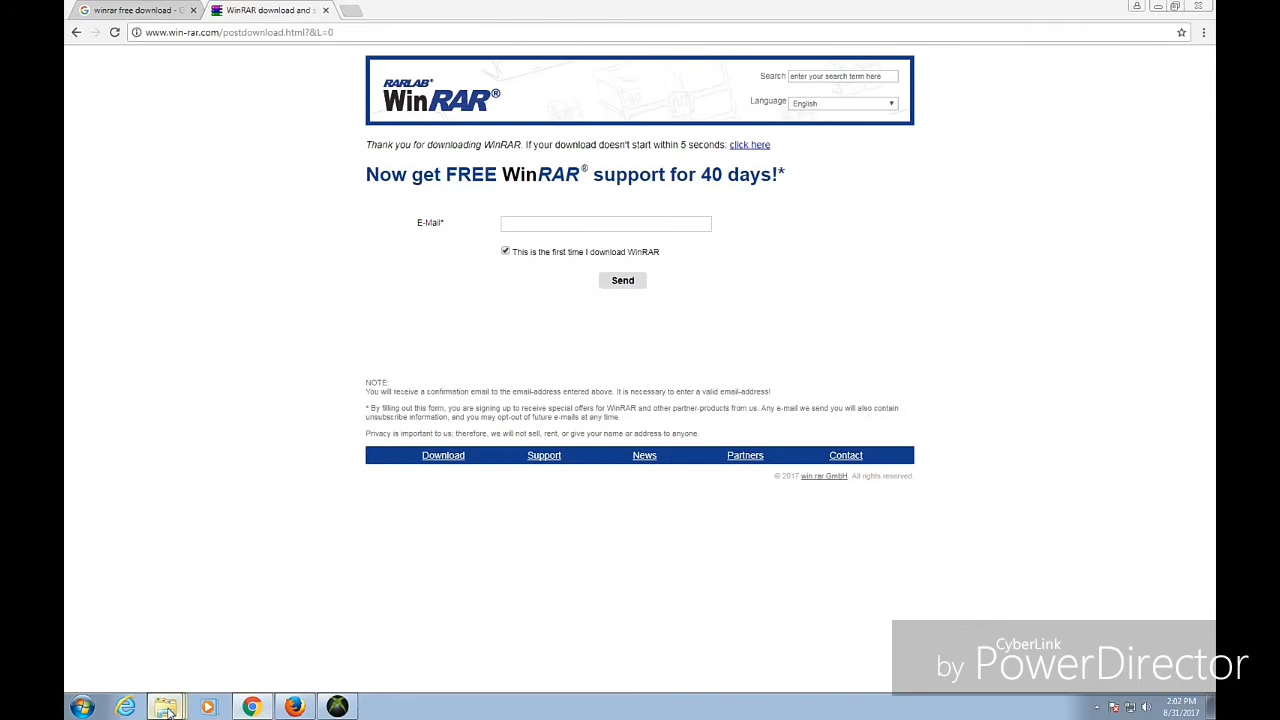 winrar free download - G
WinRAR download and s
www.win-rar.com/postdownload.html?&L=0
RARLAB®
WinRAR®
Search enter your search term here
Language English
Thank you for downloading WinRAR. If your download doesn't start within 5 seconds: click here
Now get FREE WinRAR® support for 40 days!*
E-Mail*
This is the first time I download WinRAR
Send
NOTE:
You will receive a confirmation email to the email-address entered above. It is necessary to enter a valid email-address!
* By filling out this form, you are signing up to receive special offers for WinRAR and other partner-products from us. Any e-mail we send you will also contain
unsubscribe information, and you may opt-out of future e-mails at any time.
Privacy is important to us; therefore, we will not sell, rent, or give your name or address to anyone.
Download Support News Partners Contact
© 2017 win.rar GmbH. All rights reserved.
CyberLink
by PowerDirector
2:02 PM
8/31/2017